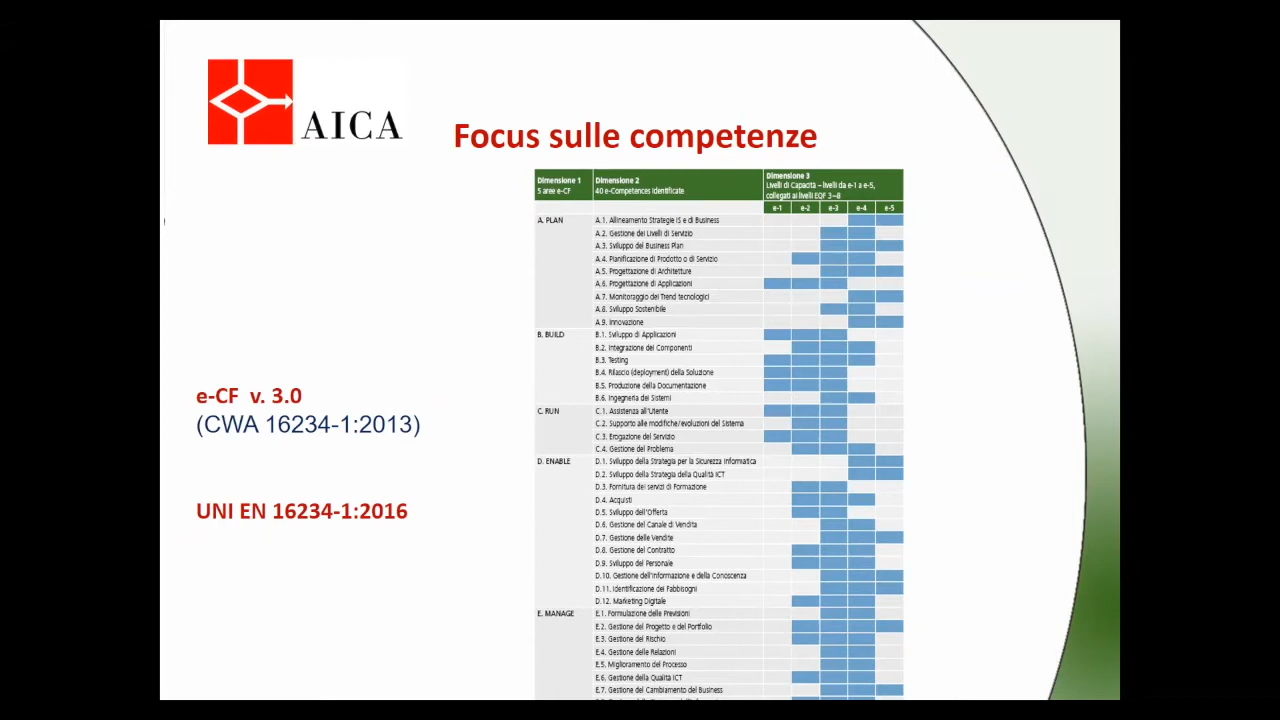 AICA
Focus sulle competenze
Dimensione 1
5 aree e-CF
Dimensione 2
40 e-Competences identificate
Dimensione 3
Livelli di Capacità – livelli da e-1 a e-5,
collegati ai livelli EQF 3–8
e-1 e-2 e-3 e-4 e-5
A. PLAN
A.1. Allineamento Strategie IS e di Business
A.2. Gestione dei Livelli di Servizio
A.3. Sviluppo del Business Plan
A.4. Pianificazione di Prodotto o di Servizio
A.5. Progettazione di Architetture
A.6. Progettazione di Applicazioni
A.7. Monitoraggio dei Trend tecnologici
A.8. Sviluppo Sostenibile
A.9. Innovazione
B. BUILD
B.1. Sviluppo di Applicazioni
B.2. Integrazione dei Componenti
B.3. Testing
B.4. Rilascio (deployment) della Soluzione
B.5. Produzione della Documentazione
B.6. Ingegneria dei Sistemi
C. RUN
C.1. Assistenza all'Utente
C.2. Supporto alle modifiche/evoluzioni del Sistema
C.3. Erogazione del Servizio
C.4. Gestione del Problema
D. ENABLE
D.1. Sviluppo della Strategia per la Sicurezza Informatica
D.2. Sviluppo della Strategia della Qualità ICT
D.3. Fornitura dei servizi di Formazione
D.4. Acquisti
D.5. Sviluppo dell'Offerta
D.6. Gestione del Canale di Vendita
D.7. Gestione delle Vendite
D.8. Gestione del Contratto
D.9. Sviluppo del Personale
D.10. Gestione dell'Informazione e della Conoscenza
D.11. Identificazione dei Fabbisogni
D.12. Marketing Digitale
E. MANAGE
E.1. Formulazione delle Previsioni
E.2. Gestione del Progetto e del Portfolio
E.3. Gestione del Rischio
E.4. Gestione delle Relazioni
E.5. Miglioramento del Processo
E.6. Gestione della Qualità ICT
E.7. Gestione del Cambiamento del Business
e-CF v. 3.0
(CWA 16234-1:2013)
UNI EN 16234-1:2016